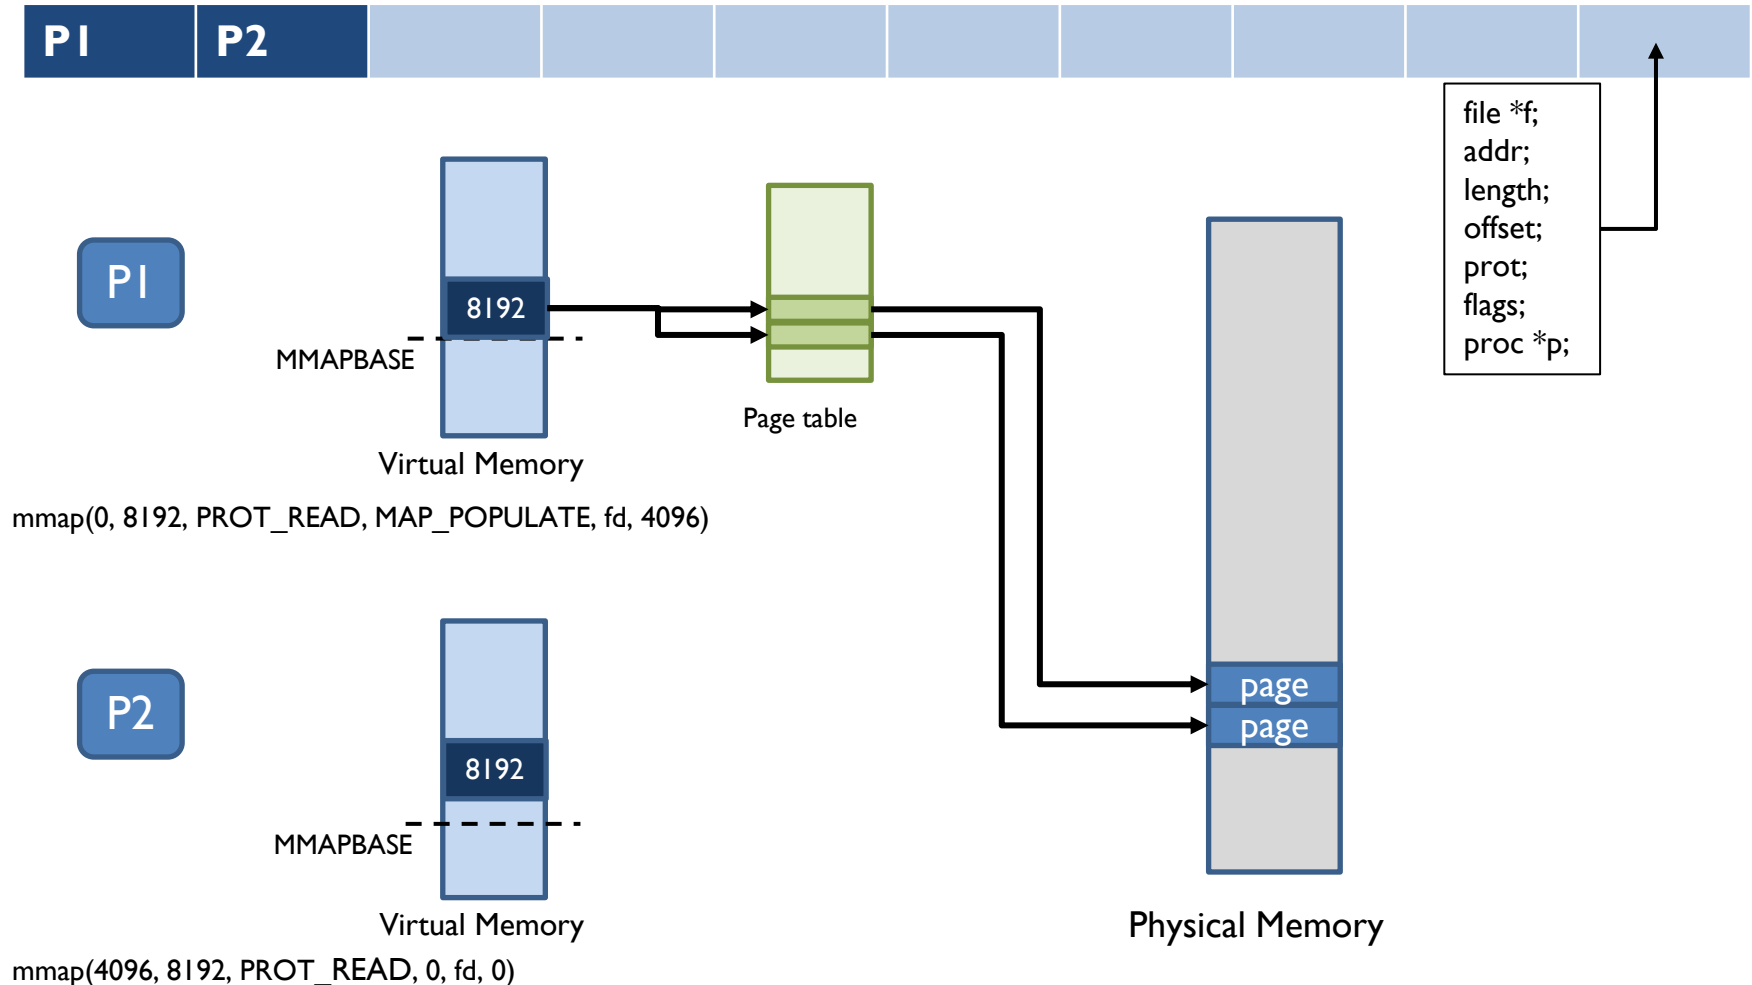 P1
P2
file *f;
addr;
length;
offset;
prot;
flags;
proc *p;
P1
8192
MMAPBASE
Page table
Virtual Memory
mmap(0, 8192, PROT_READ, MAP_POPULATE, fd, 4096)
P2
page
page
8192
MMAPBASE
Virtual Memory
Physical Memory
mmap(4096, 8192, PROT_READ, 0, fd, 0)